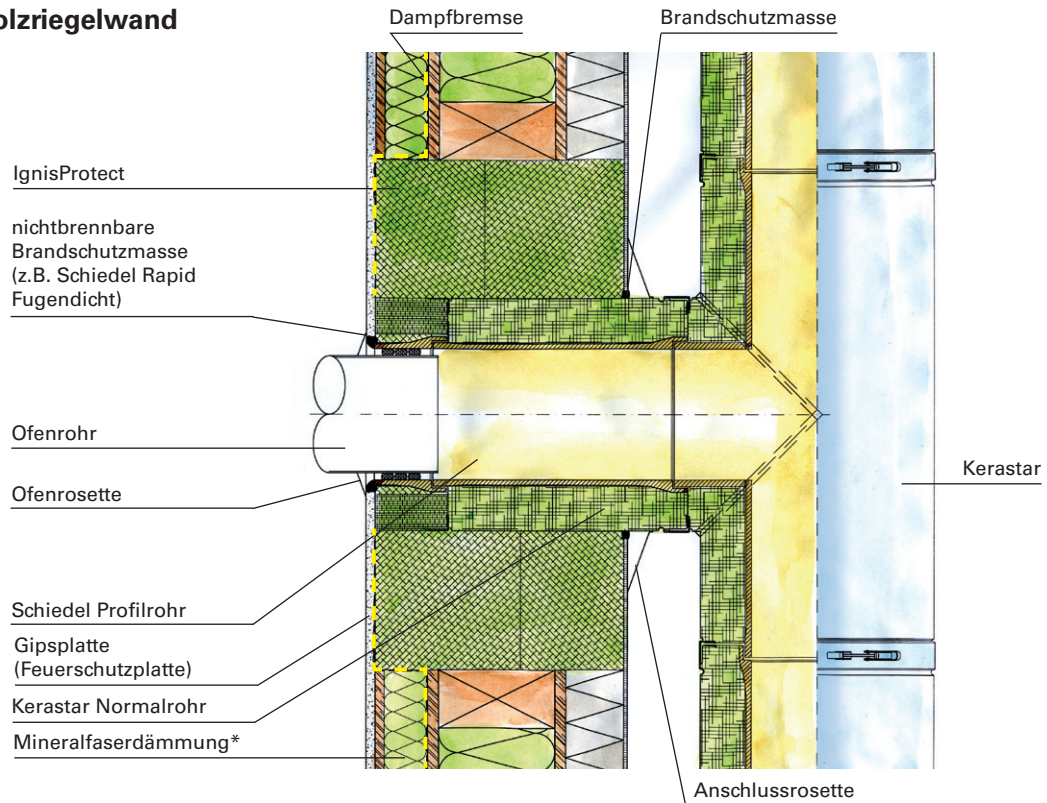 olzriegelwand
Dampfbremse
Brandschutzmasse
IgnisProtect
nichtbrennbare
Brandschutzmasse
(z.B. Schiedel Rapid
Fugendicht)
Ofenrohr
Ofenrosette
Kerastar
Schiedel Profilrohr
Gipsplatte
(Feuerschutzplatte)
Kerastar Normalrohr
Mineralfaserdämmung*
Anschlussrosette